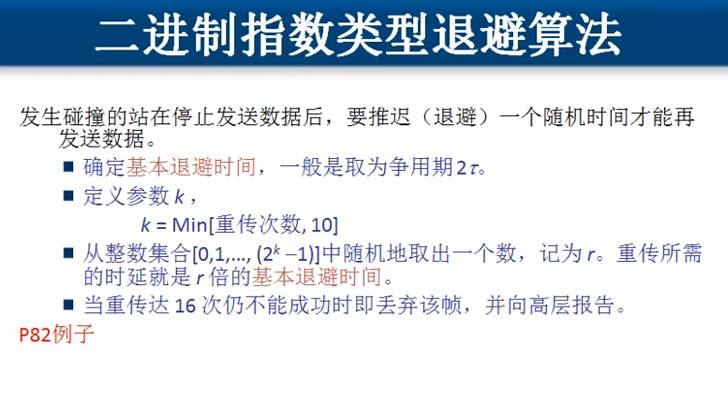 二进制指数类型退避算法
发生碰撞的站在停止发送数据后，要推迟（退避）一个随机时间才能再
发送数据。
■ 确定基本退避时间，一般是取为争用期 2τ。
■ 定义参数 k ，
k = Min[重传次数, 10]
■ 从整数集合[0,1,…, (2ᵏ –1)]中随机地取出一个数，记为 r。重传所需
的时延就是 r 倍的基本退避时间。
■ 当重传达 16 次仍不能成功时即丢弃该帧，并向高层报告。
P82例子